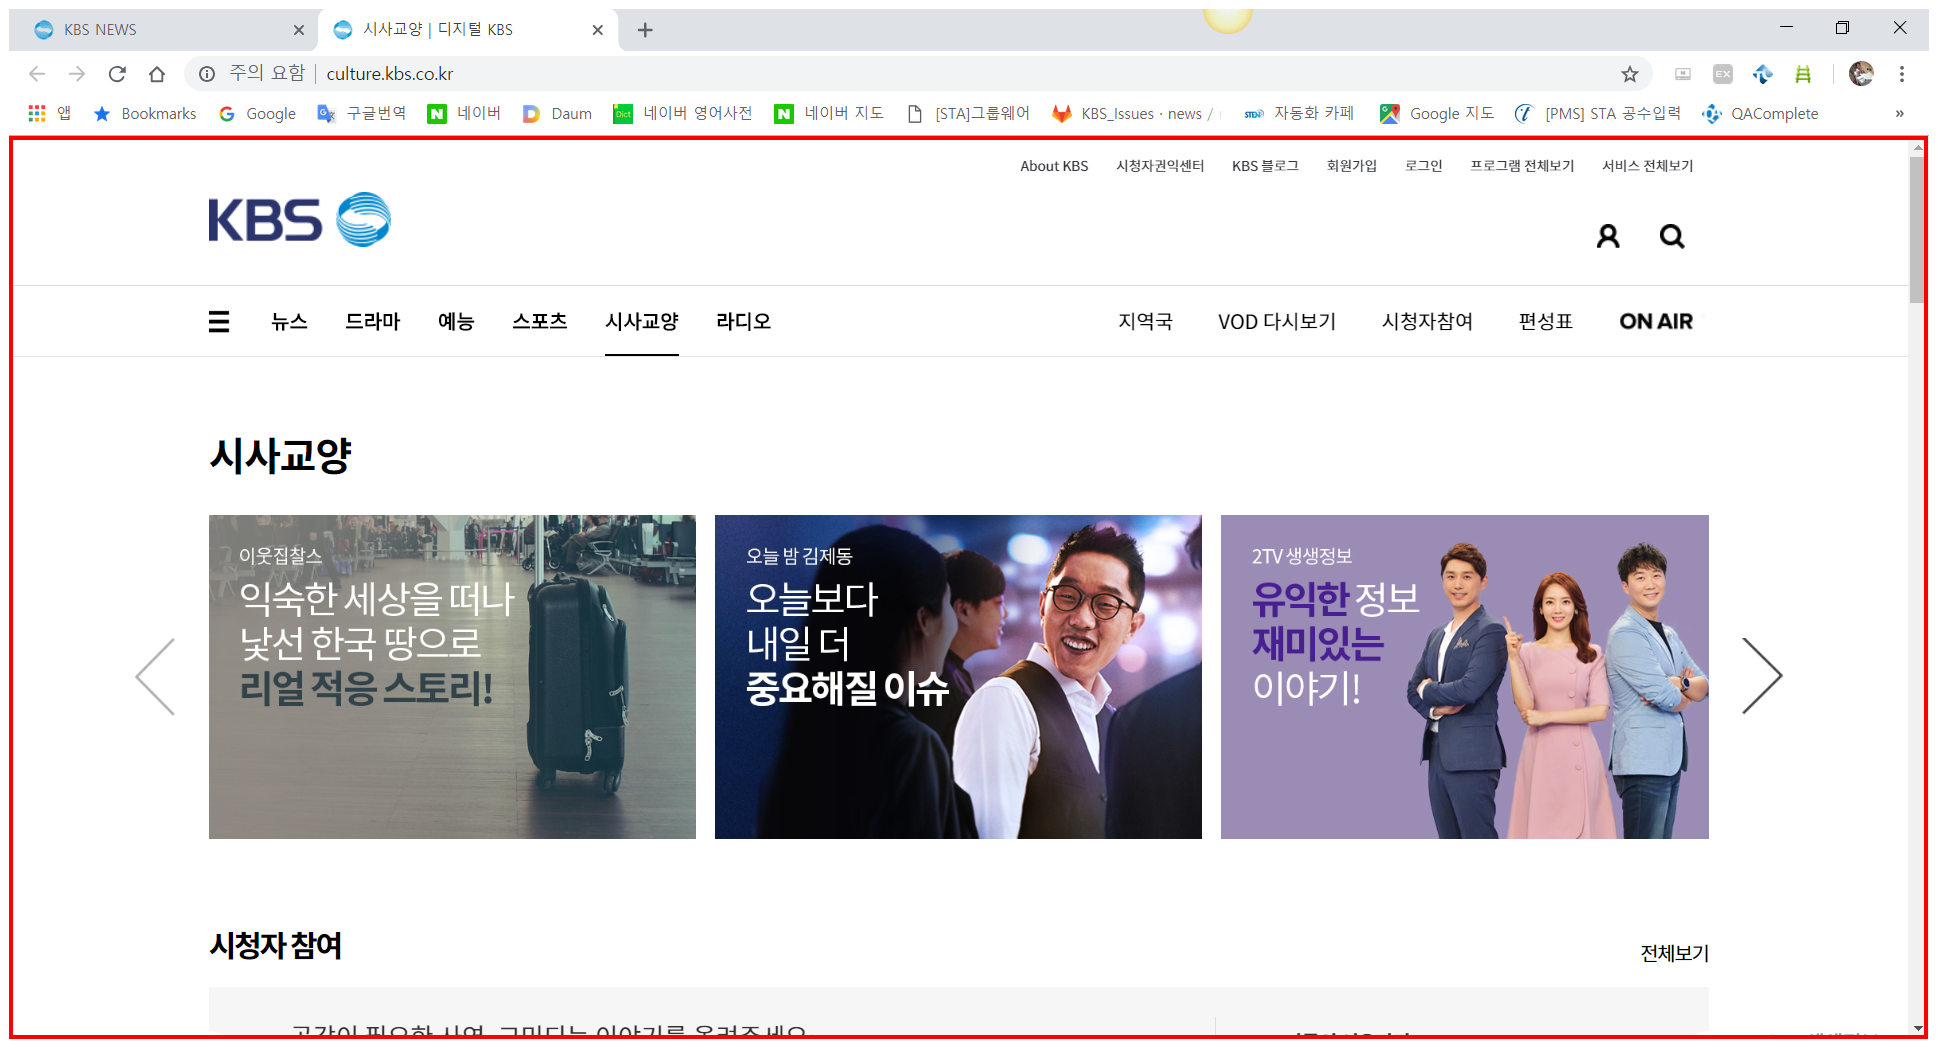 KBS NEWS
시사교양 | 디지털 KBS
주의 요함 | culture.kbs.co.kr
EX
앱 Bookmarks Google 네이버 구글번역 Daum 네이버 영어사전 네이버 지도 [STA]그룹웨어 KBS_Issues · news / 자동화 카페 Google 지도 [PMS] STA 공수입력 QAComplete »
About KBS 시청자권익센터 KBS 블로그 회원가입 로그인 프로그램 전체보기 서비스 전체보기
KBS
뉴스 드라마 예능 스포츠 시사교양 라디오 지역국 VOD 다시보기 시청자참여 편성표 ON AIR
시사교양
이웃집찰스
익숙한 세상을 떠나
낯선 한국 땅으로
리얼 적응 스토리!
오늘 밤 김제동
오늘보다
내일 더
중요해질 이슈
2TV 생생정보
유익한 정보
재미있는
이야기!
시청자 참여
전체보기